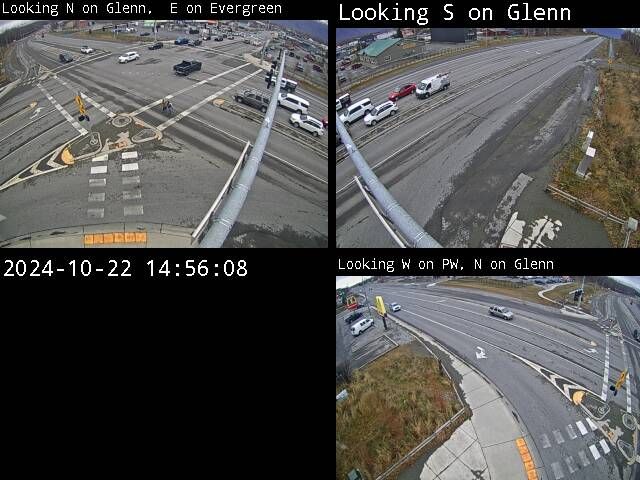 Looking N on Glenn,  E on Evergreen
Looking S on Glenn
2024-10-22 14:56:08
Looking W on PW, N on Glenn